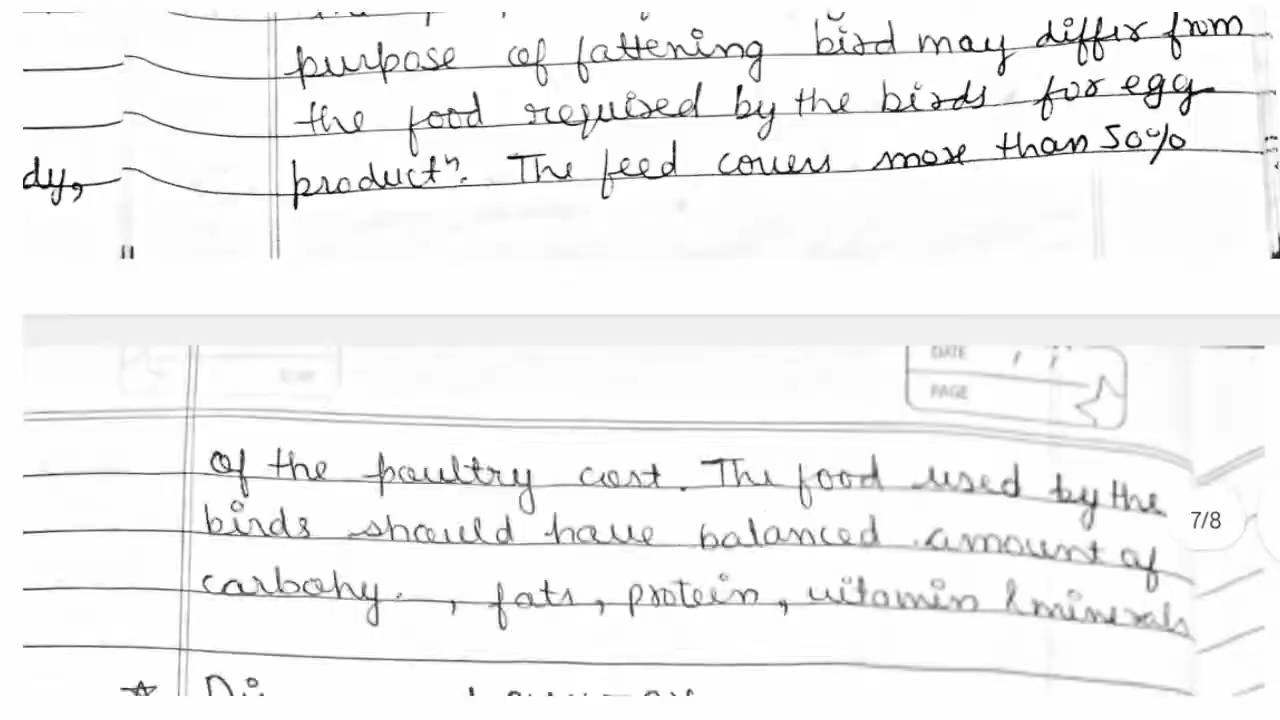 purpose of fattening bird may differ from
the food required by the birds for egg
dy,
productⁿ. The feed covers more than 50%
DATE
PAGE
of the poultry cost. The food used by the
birds should have balanced amount of
7/8
carbohy. , fats, protein, vitamin & minerals